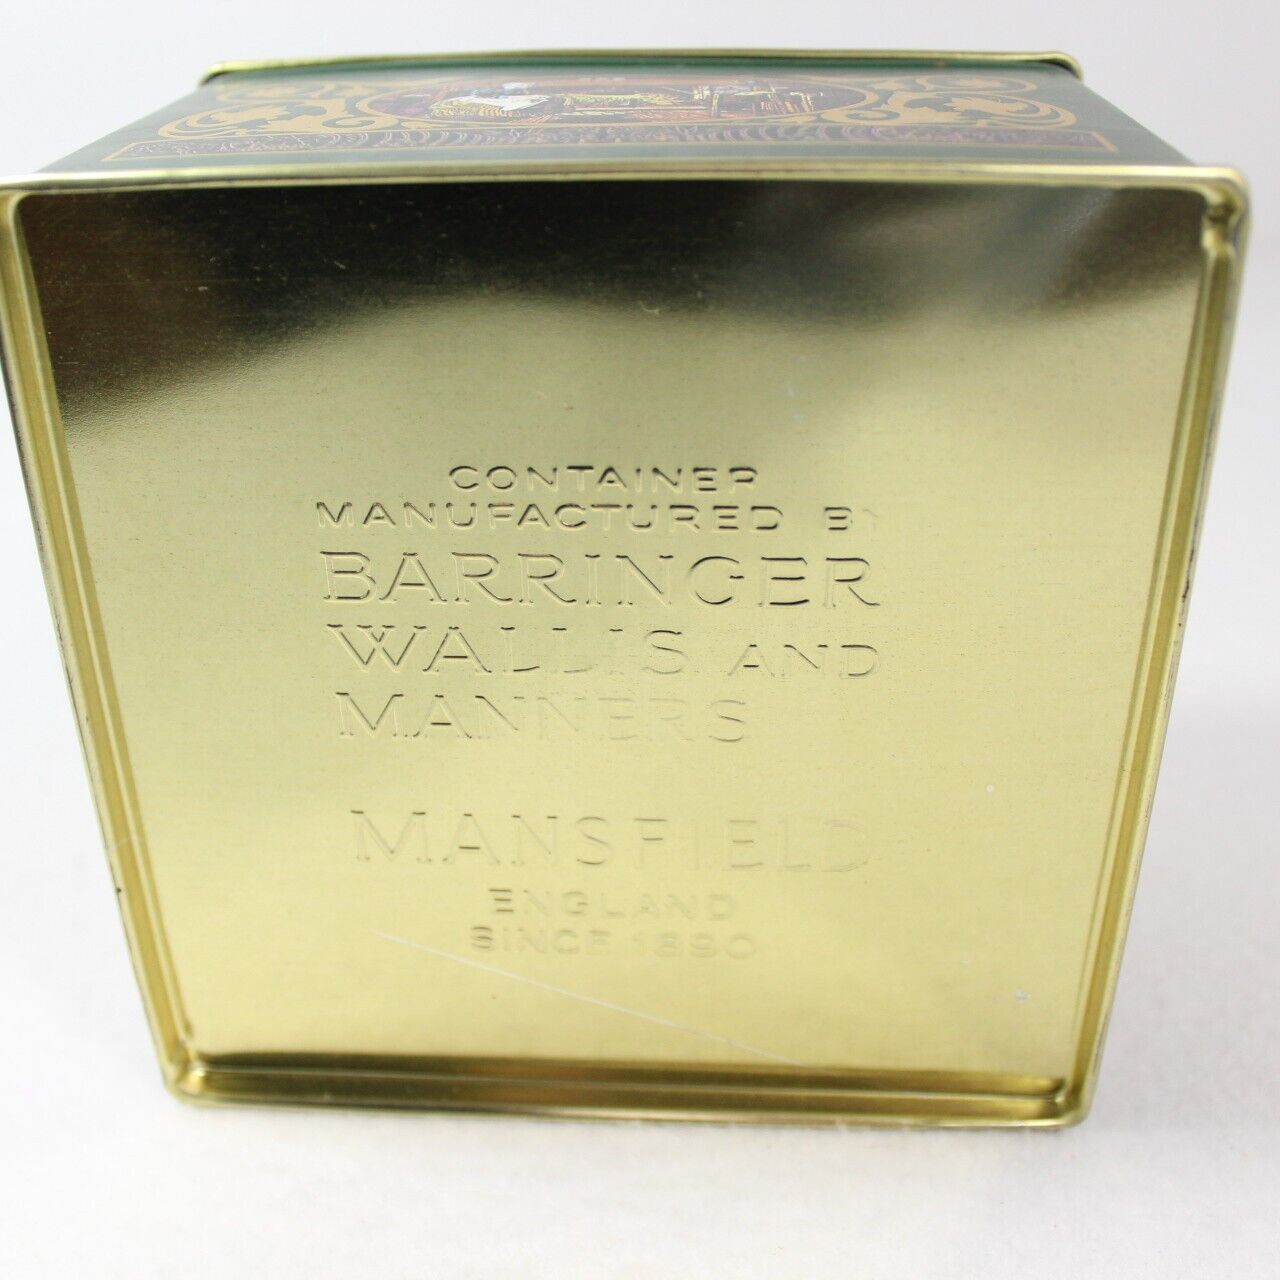 CONTAINER
MANUFACTURED BY
BARRINGER
WALLIS AND
MANNERS
MANSFIELD
ENGLAND
SINCE 1890